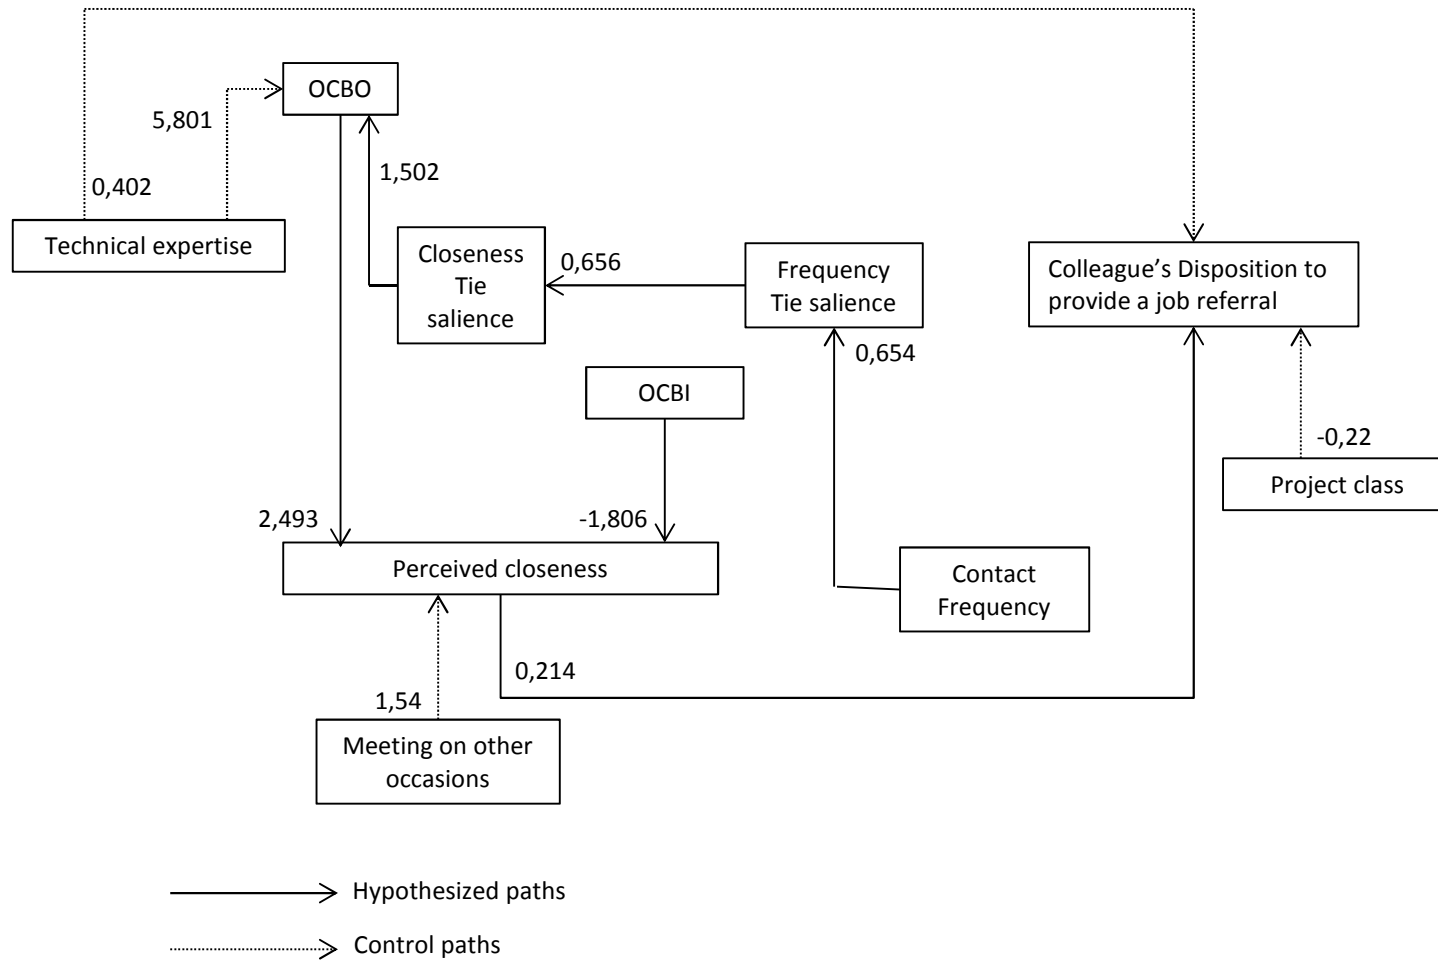 OCBO
5,801
1,502
0,402
Technical expertise
Closeness
Tie
salience
0,656
Frequency
Tie salience
Colleague’s Disposition to
provide a job referral
0,654
OCBI
-0,22
Project class
2,493
-1,806
Perceived closeness
Contact
Frequency
0,214
1,54
Meeting on other
occasions
Hypothesized paths
Control paths